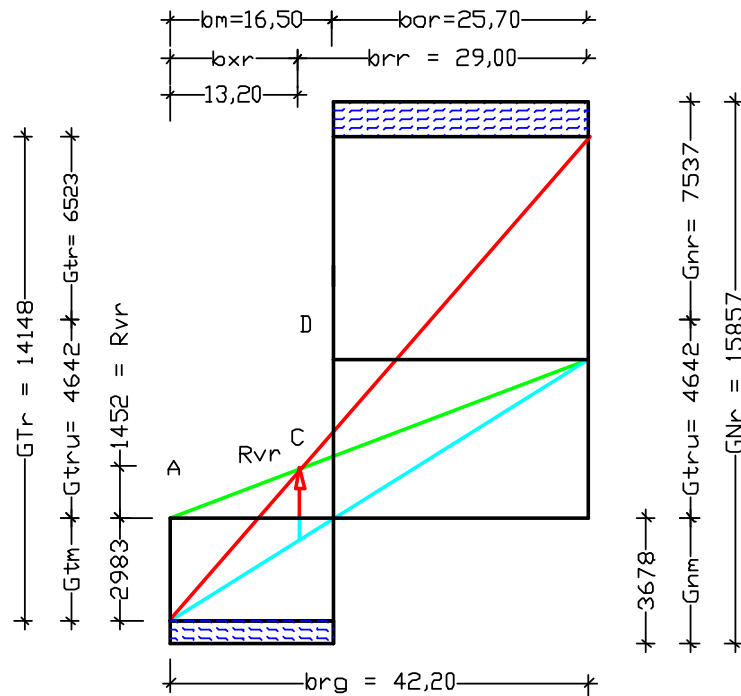 bm=16,50
bor=25,70
bxr
brr = 29,00
13,20
GTr = 14148
Gtr= 6523
Gtru= 4642
Gtm
1452 = Rvr
2983
A
Rvr
C
D
Gnr= 7537
Gtru= 4642
Gnm
3678
GNr = 15857
brg = 42,20